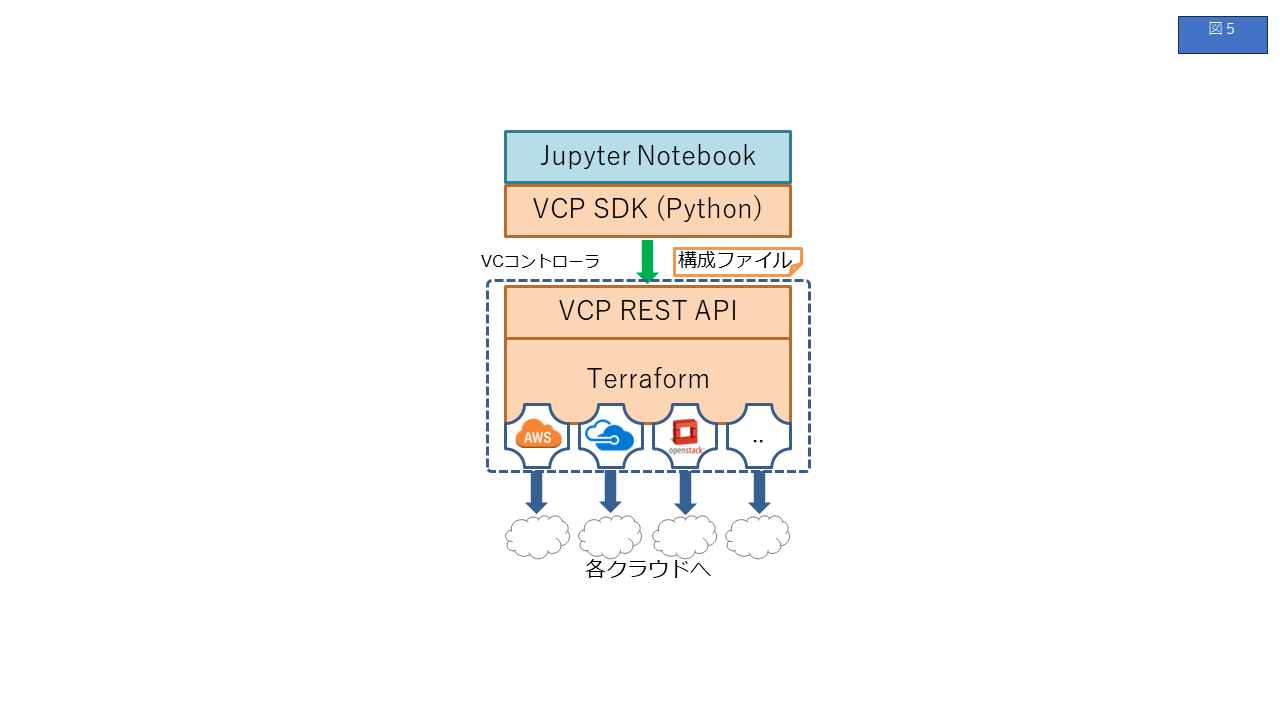 図5
Jupyter Notebook
VCP SDK (Python)
VCコントローラ
構成ファイル
VCP REST API
Terraform
AWS
openstack
..
各クラウドへ